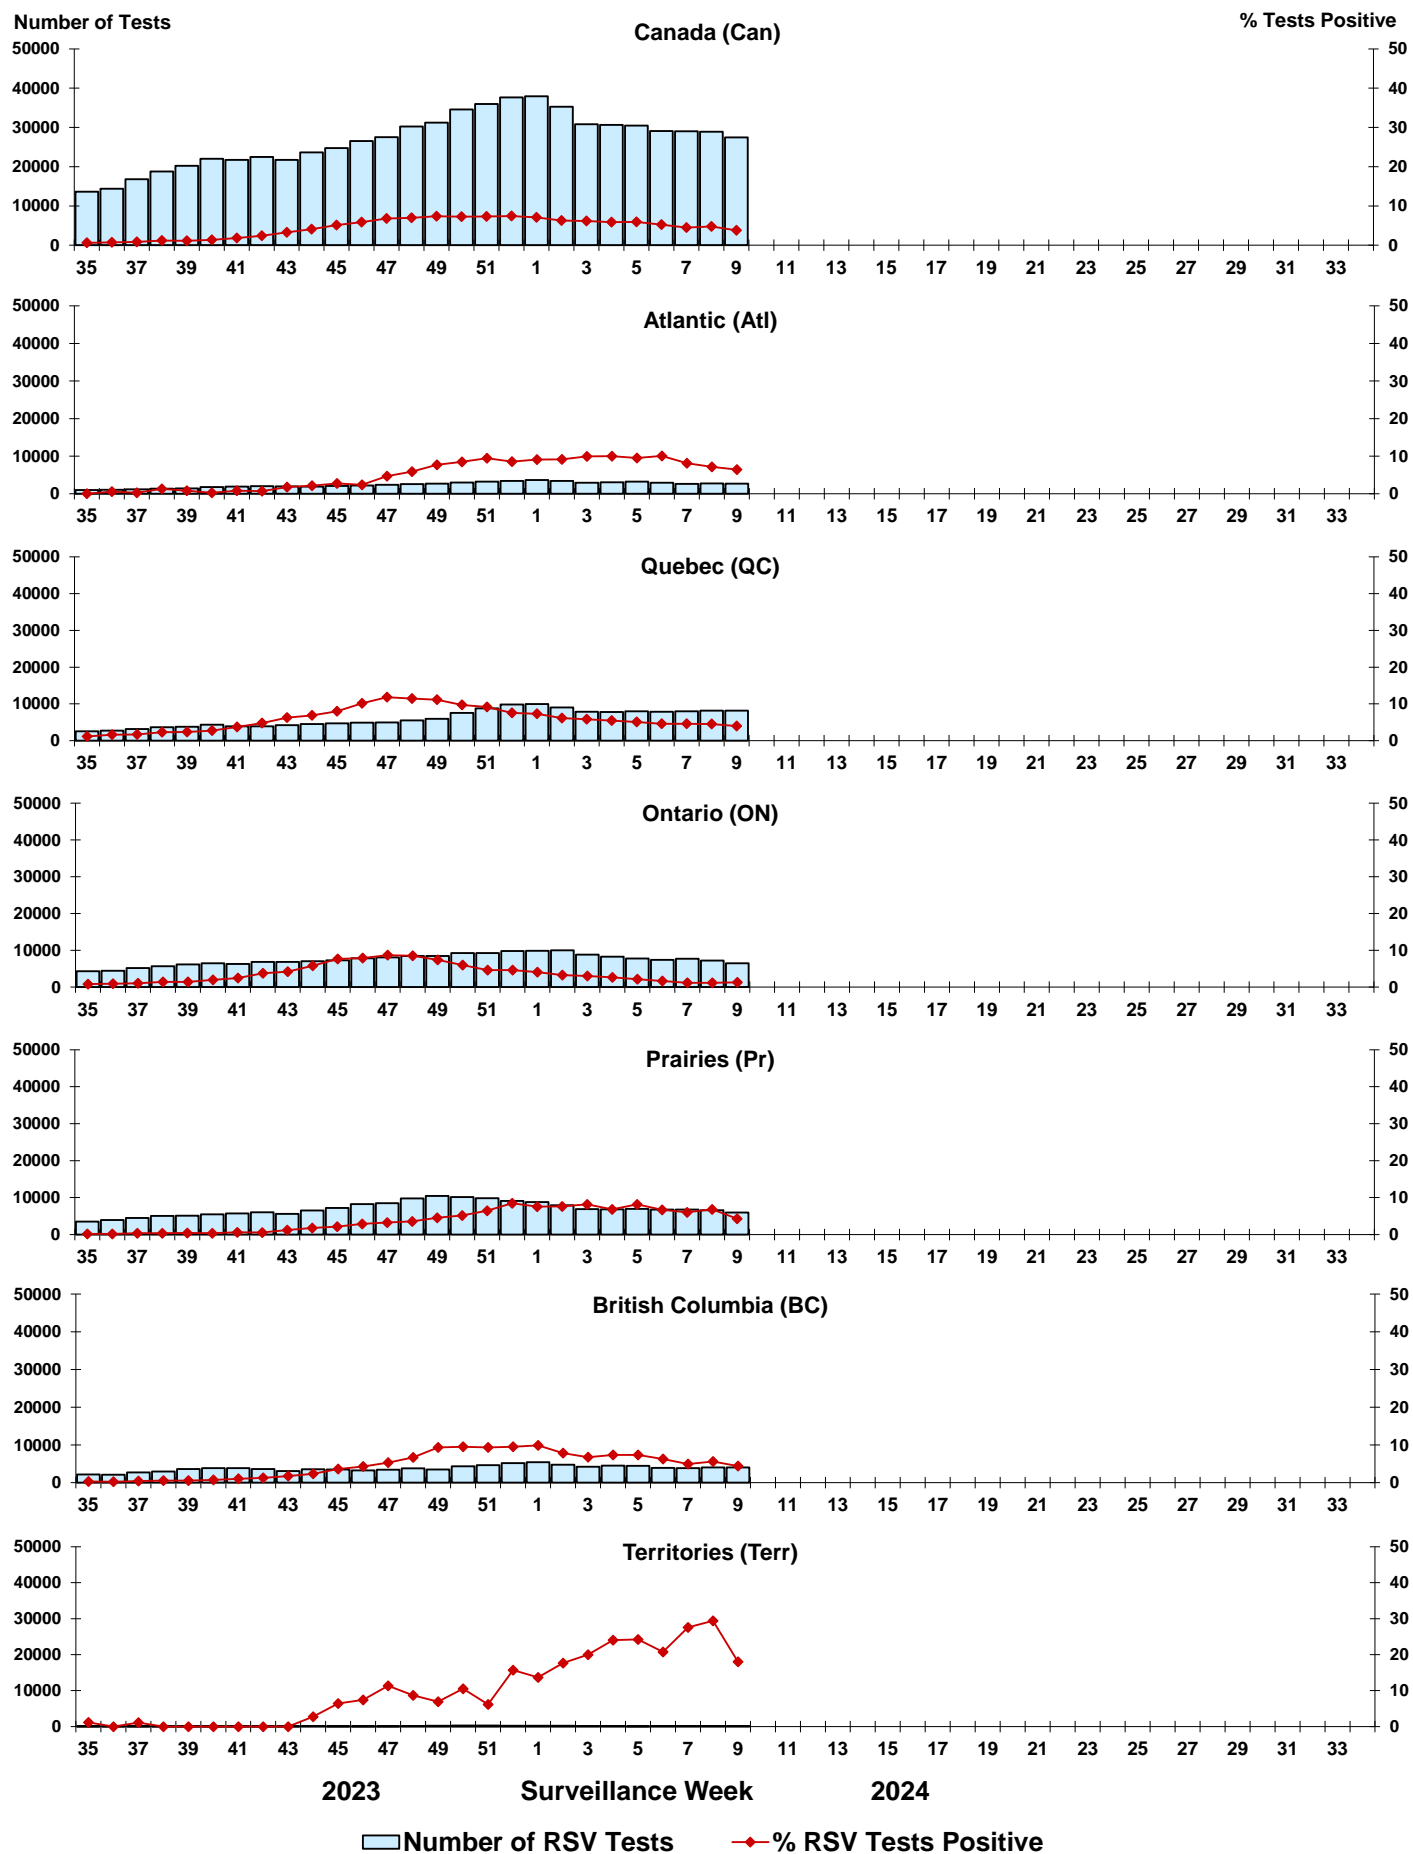 Number of Tests
% Tests Positive
Canada (Can)
50000 50
40000 40
30000 30
20000 20
10000 10
0 0
35 37 39 41 43 45 47 49 51 1 3 5 7 9 11 13 15 17 19 21 23 25 27 29 31 33
Atlantic (Atl)
50000 50
40000 40
30000 30
20000 20
10000 10
0 0
35 37 39 41 43 45 47 49 51 1 3 5 7 9 11 13 15 17 19 21 23 25 27 29 31 33
Quebec (QC)
50000 50
40000 40
30000 30
20000 20
10000 10
0 0
35 37 39 41 43 45 47 49 51 1 3 5 7 9 11 13 15 17 19 21 23 25 27 29 31 33
Ontario (ON)
50000 50
40000 40
30000 30
20000 20
10000 10
0 0
35 37 39 41 43 45 47 49 51 1 3 5 7 9 11 13 15 17 19 21 23 25 27 29 31 33
Prairies (Pr)
50000 50
40000 40
30000 30
20000 20
10000 10
0 0
35 37 39 41 43 45 47 49 51 1 3 5 7 9 11 13 15 17 19 21 23 25 27 29 31 33
British Columbia (BC)
50000 50
40000 40
30000 30
20000 20
10000 10
0 0
35 37 39 41 43 45 47 49 51 1 3 5 7 9 11 13 15 17 19 21 23 25 27 29 31 33
Territories (Terr)
50000 50
40000 40
30000 30
20000 20
10000 10
0 0
35 37 39 41 43 45 47 49 51 1 3 5 7 9 11 13 15 17 19 21 23 25 27 29 31 33
2023 Surveillance Week 2024
Number of RSV Tests % RSV Tests Positive